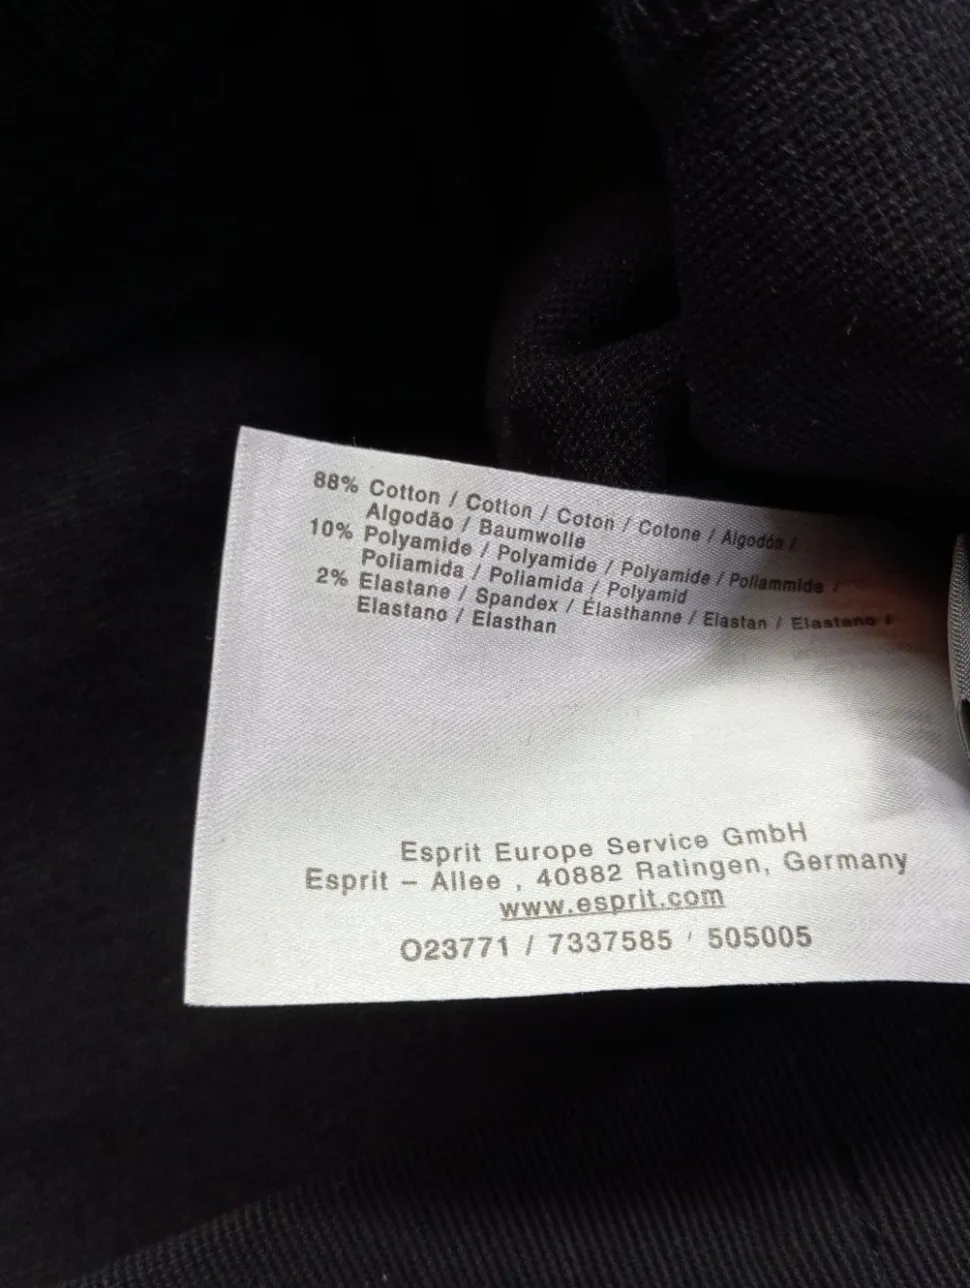 88% Cotton / Cotton / Coton / Cotone / Algodón /
Algodão / Baumwolle
10% Polyamide / Polyamide / Polyamide / Poliammide /
Poliamida / Poliamida / Polyamid
2% Elastane / Spandex / Élasthanne / Elastan / Elastano /
Elastano / Elasthan
Esprit Europe Service GmbH
Esprit – Allee , 40882 Ratingen, Germany
www.esprit.com
O23771 / 7337585 / 505005